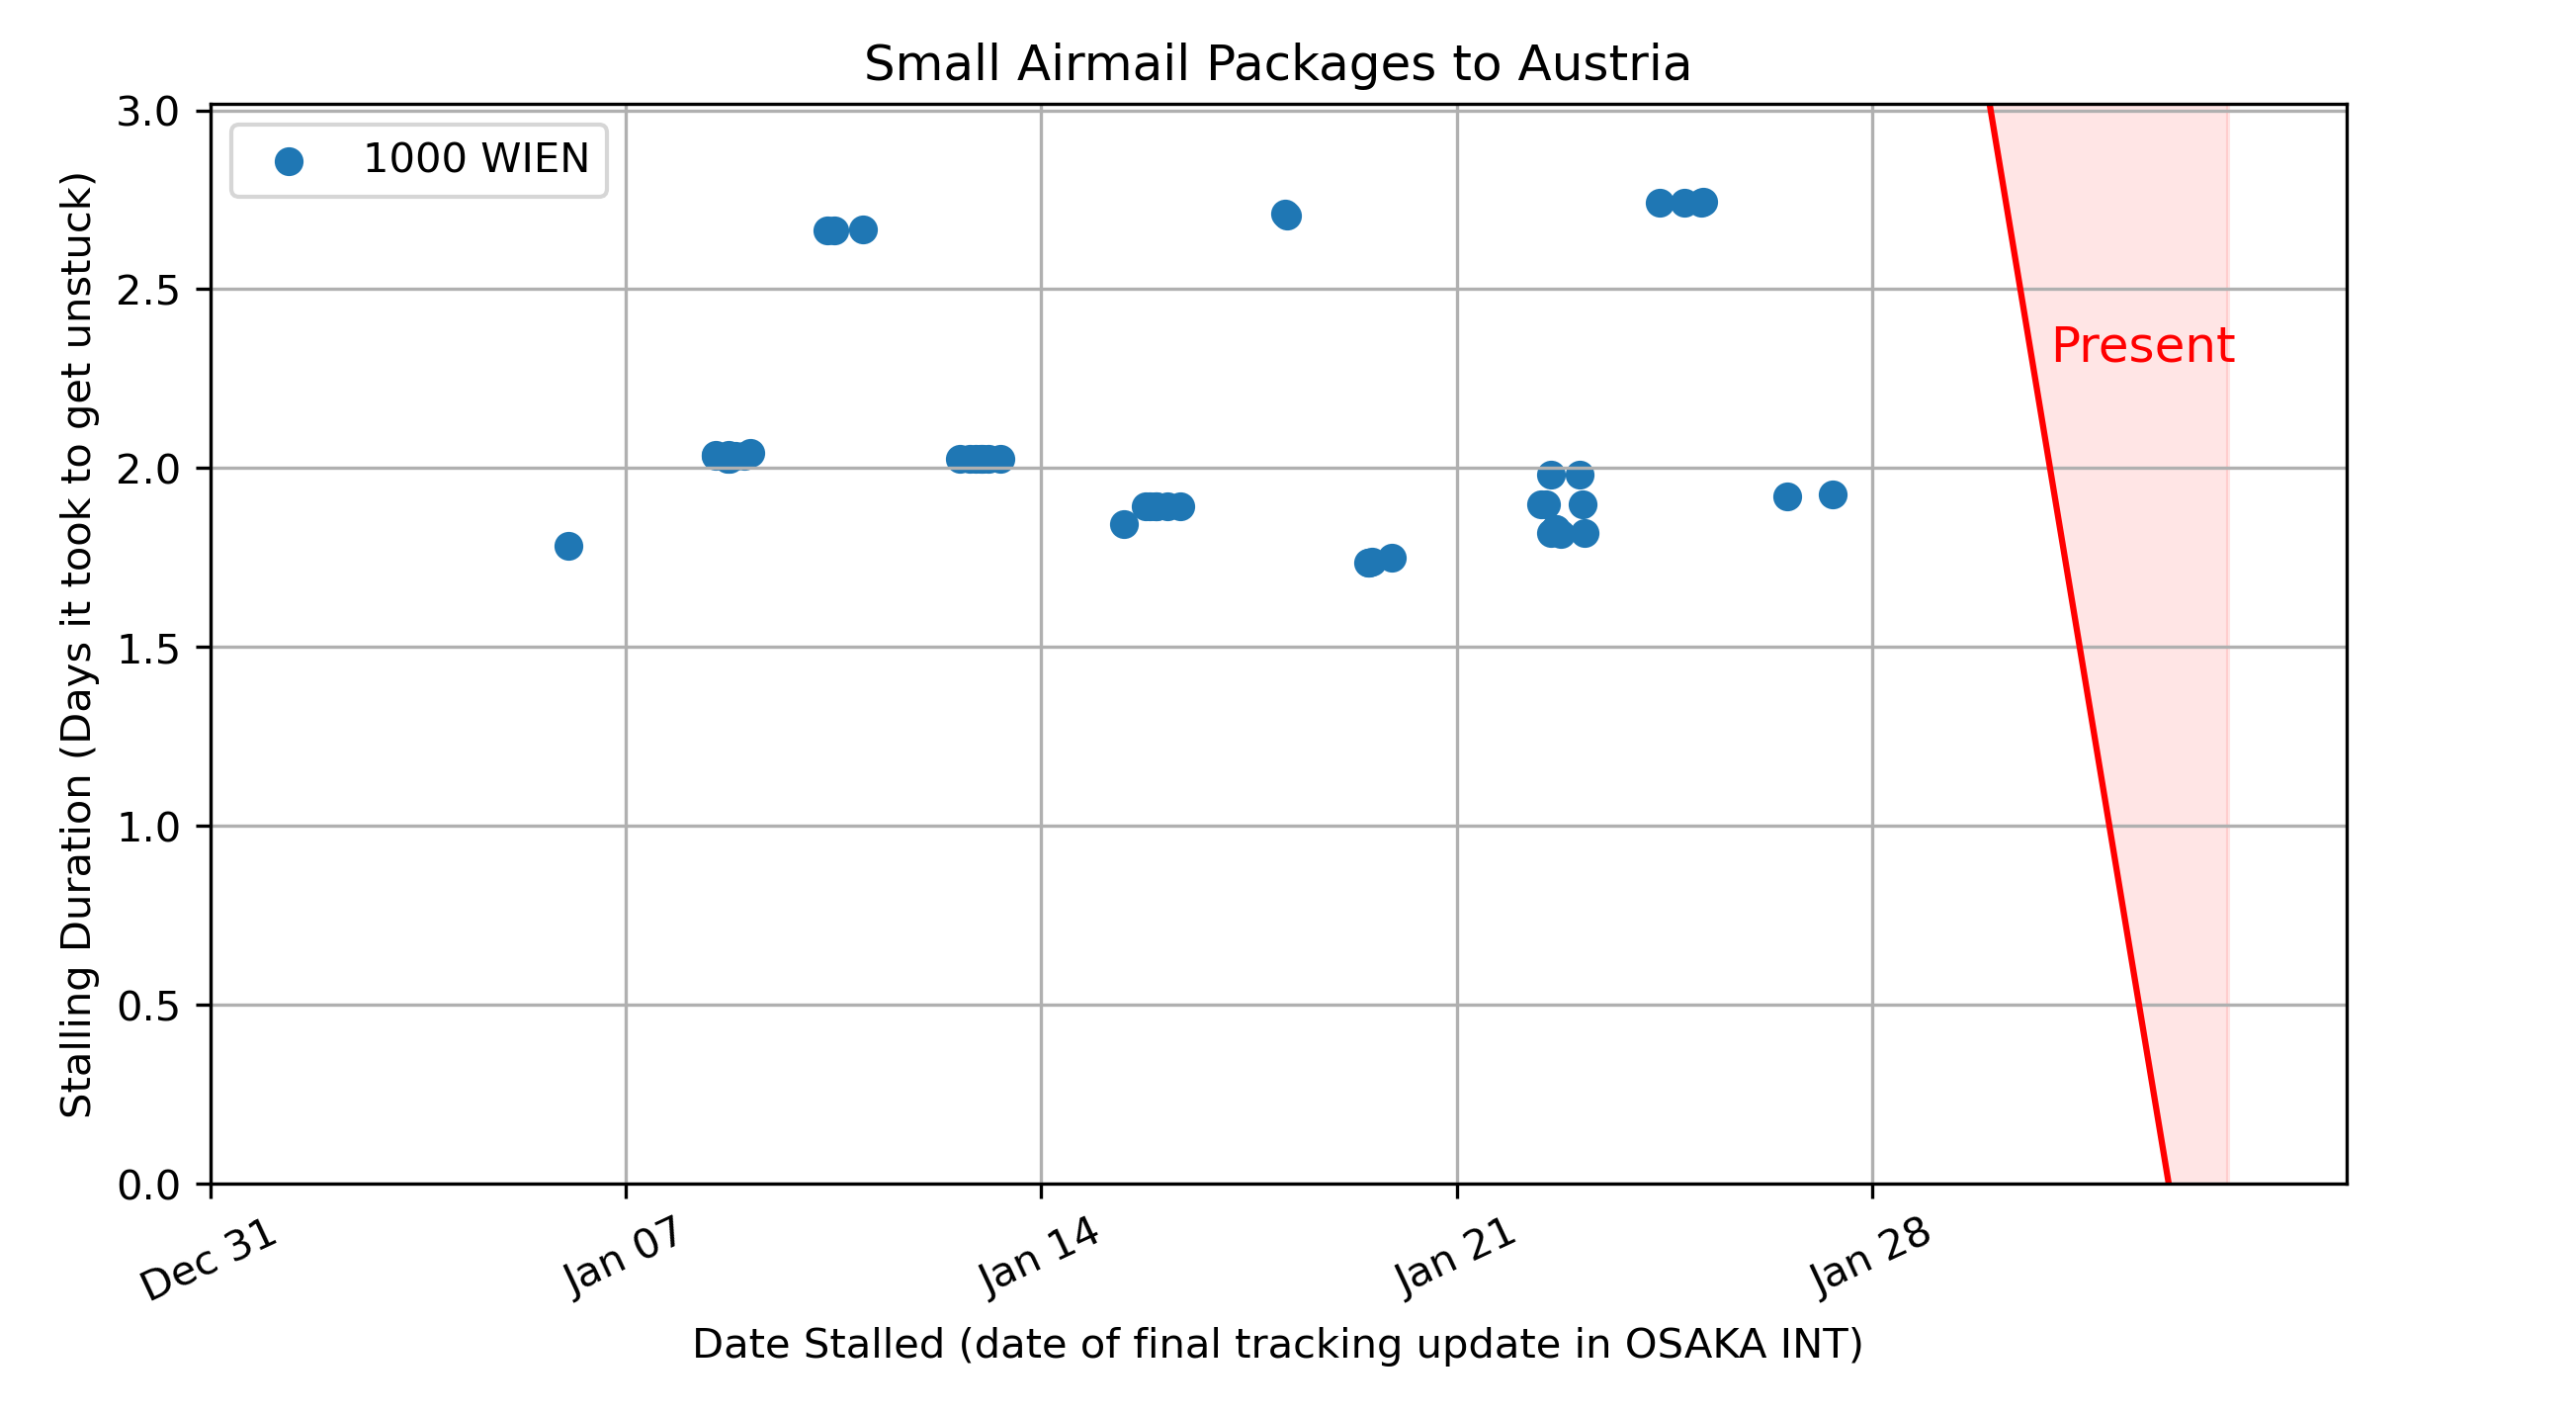 Small Airmail Packages to Austria
3.0
1000 WIEN
2.5
Present
2.0
1.5
1.0
0.5
0.0
Stalling Duration (Days it took to get unstuck)
Dec 31
Jan 07
Jan 14
Jan 21
Jan 28
Date Stalled (date of final tracking update in OSAKA INT)